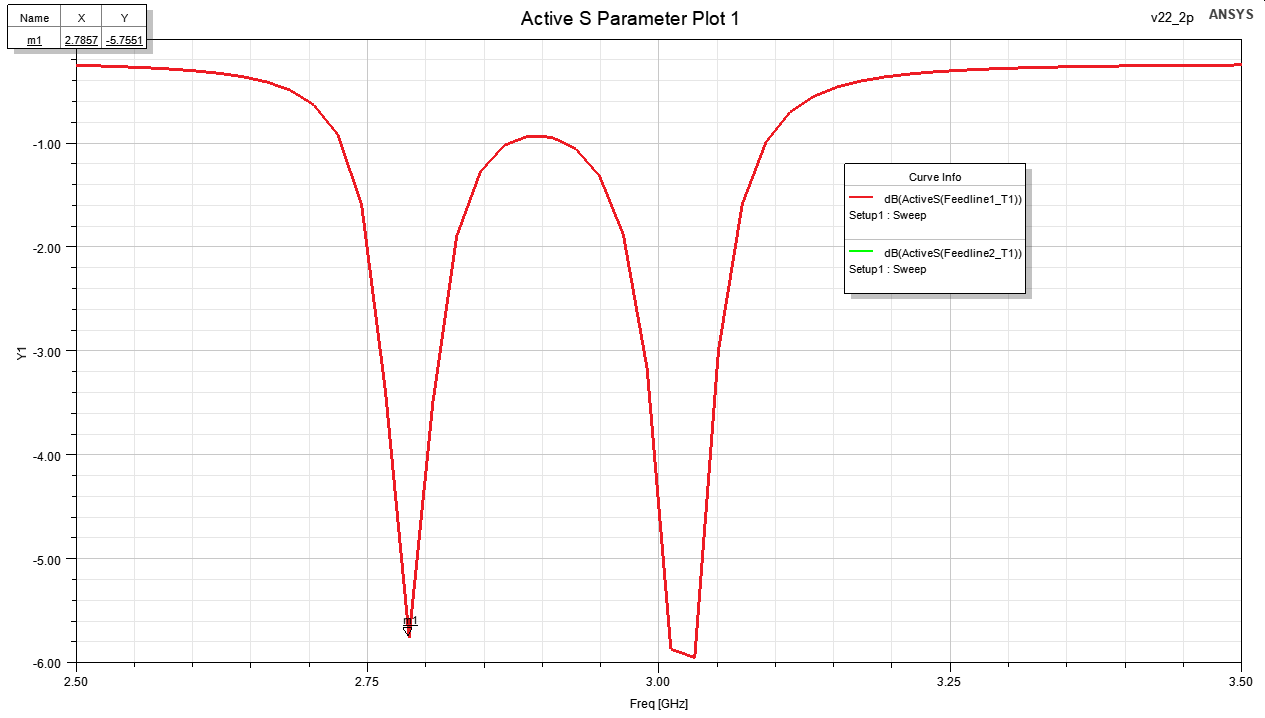 Name X Y
m1 2.7857 -5.7551
Active S Parameter Plot 1
v22_2p
ANSYS
-1.00
-2.00
-3.00
-4.00
-5.00
-6.00
Y1
m1
Curve Info
dB(ActiveS(Feedline1_T1))
Setup1 : Sweep
dB(ActiveS(Feedline2_T1))
Setup1 : Sweep
2.50 2.75 3.00 3.25 3.50
Freq [GHz]